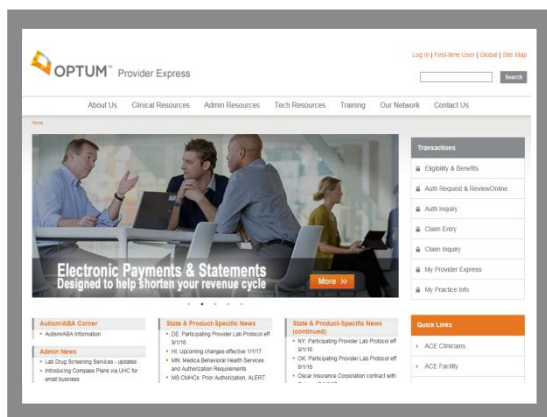 Log In | First-time User | Global | Site Map
OPTUM™ Provider Express
Search
About Us Clinical Resources Admin Resources Tech Resources Training Our Network Contact Us
Home
Transactions
Eligibility & Benefits
Auth Request & ReviewOnline
Auth Inquiry
Claim Entry
Claim Inquiry
My Provider Express
My Practice Info
Electronic Payments & Statements
Designed to help shorten your revenue cycle
More »
Autism/ABA Corner
Autism/ABA Information
Admin News
Lab Drug Screening Services - updates
Introducing Compass Plans via UHC for
small business
State & Product-Specific News
DE: Participating Provider Lab Protocol eff
9/1/16
HI: Upcoming changes effective 1/1/17
MN: Medica Behavioral Health Services
and Authorization Requirements
MS CMHCs: Prior Authorization, ALERT
State & Product-Specific News
(continued)
NY: Participating Provider Lab Protocol eff
9/1/16
OK: Participating Provider Lab Protocol eff
9/1/16
Oscar Insurance Corporation contract with
Quick Links
ACE Clinicians
ACE Facility